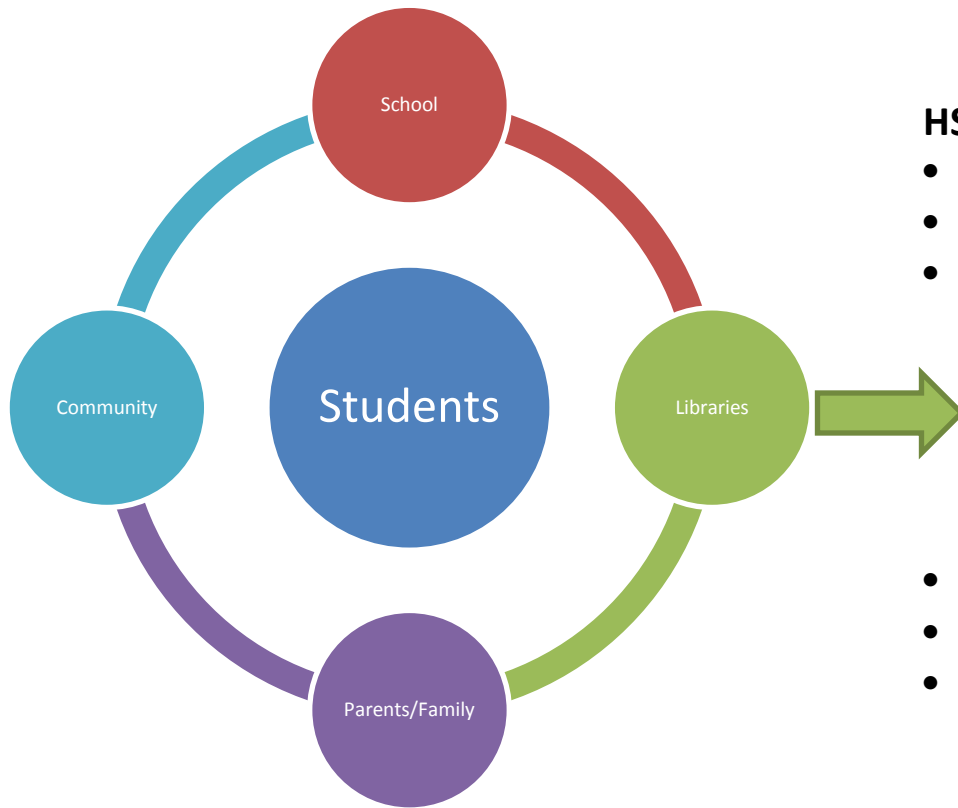 School
HS
Community
Students
Libraries
Parents/Family